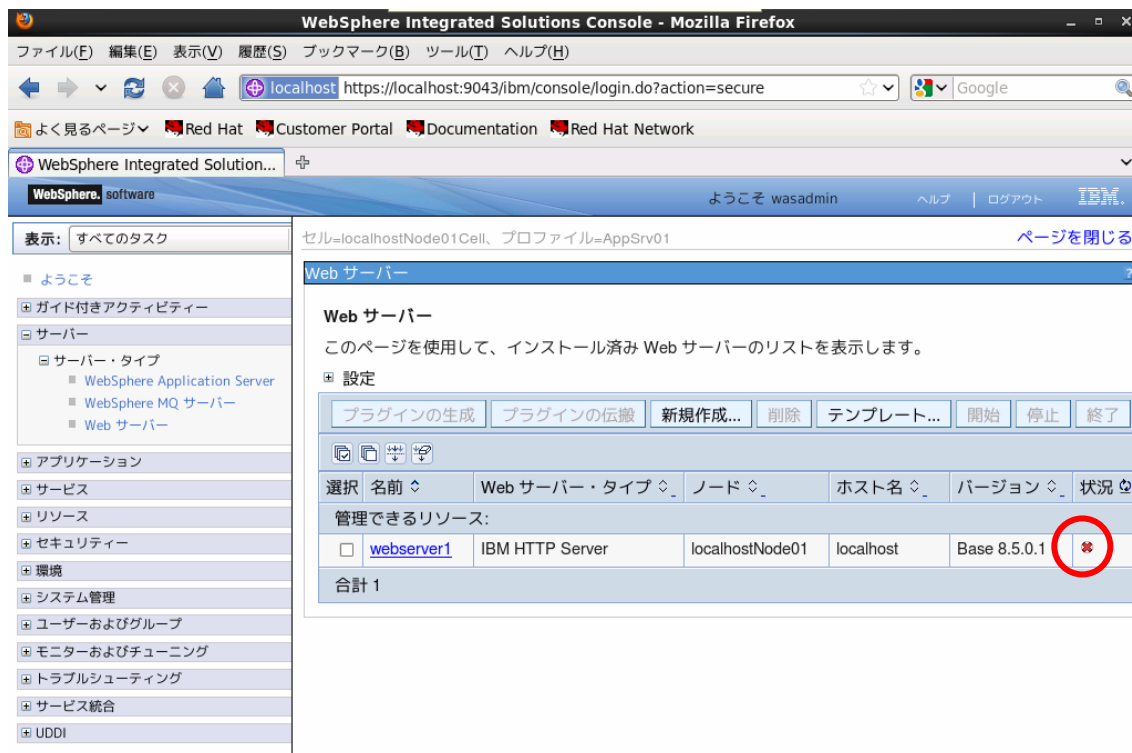 WebSphere Integrated Solutions Console - Mozilla Firefox
ファイル(F) 編集(E) 表示(V) 履歴(S) ブックマーク(B) ツール(T) ヘルプ(H)
localhost https://localhost:9043/ibm/console/login.do?action=secure Google
よく見るページ Red Hat Customer Portal Documentation Red Hat Network
WebSphere Integrated Solution...
WebSphere. software ようこそ wasadmin ヘルプ | ログアウト IBM.
表示: すべてのタスク
ようこそ
ガイド付きアクティビティー
サーバー
サーバー・タイプ
WebSphere Application Server
WebSphere MQ サーバー
Web サーバー
アプリケーション
サービス
リソース
セキュリティー
環境
システム管理
ユーザーおよびグループ
モニターおよびチューニング
トラブルシューティング
サービス統合
UDDI
セル=localhostNode01Cell、プロファイル=AppSrv01 ページを閉じる
Web サーバー ?
Web サーバー
このページを使用して、インストール済み Web サーバーのリストを表示します。
設定
プラグインの生成 プラグインの伝搬 新規作成... 削除 テンプレート... 開始 停止 終了
選択 名前 Web サーバー・タイプ ノード ホスト名 バージョン 状況
管理できるリソース:
webserver1 IBM HTTP Server localhostNode01 localhost Base 8.5.0.1
合計 1